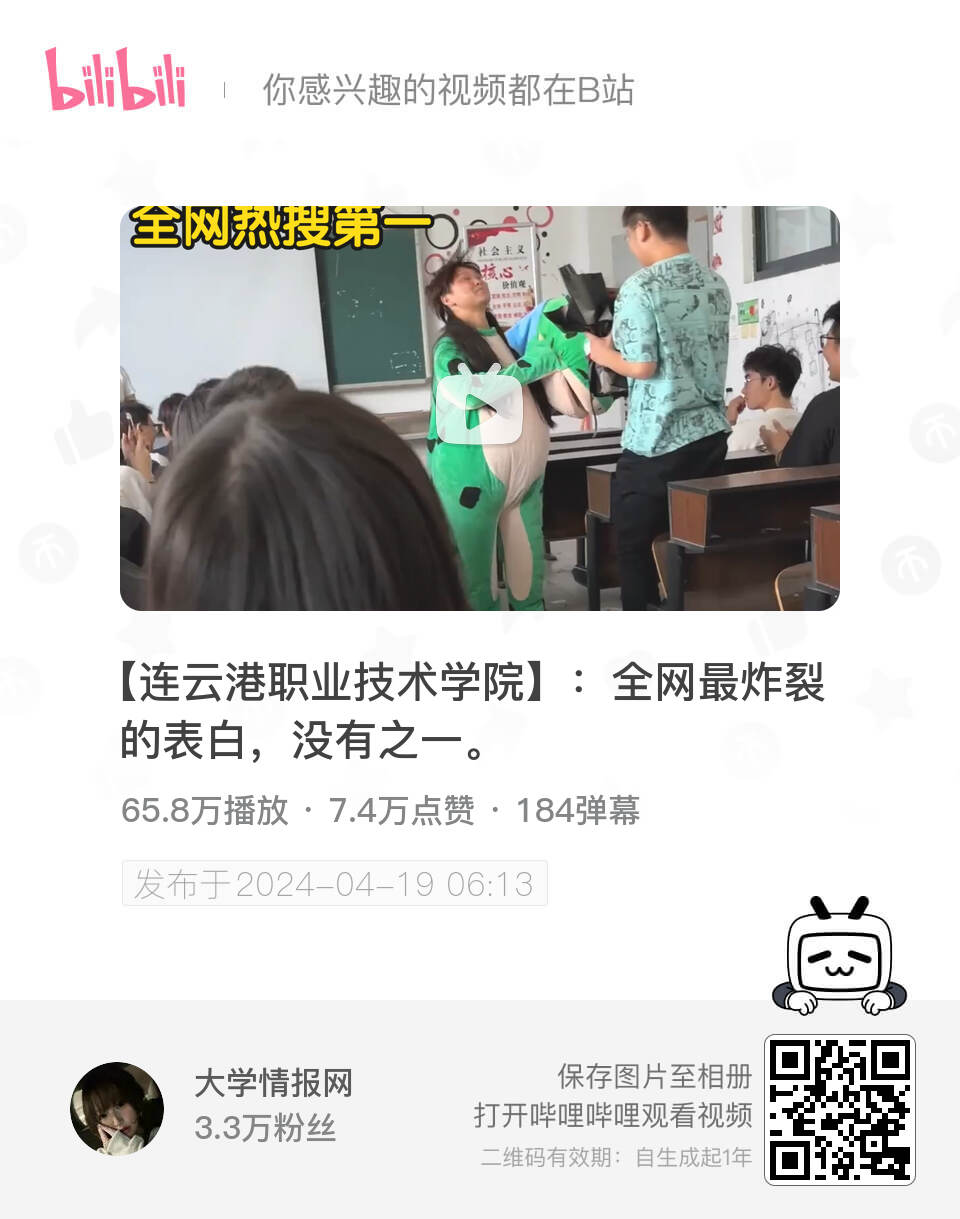 bilibili
你感兴趣的视频都在B站
全网热搜第一
社会主义
核心
价值观
【连云港职业技术学院】：全网最炸裂
的表白，没有之一。
65.8万播放 · 7.4万点赞 · 184弹幕
发布于2024-04-19 06:13
大学情报网
3.3万粉丝
保存图片至相册
打开哔哩哔哩观看视频
二维码有效期：自生成起1年